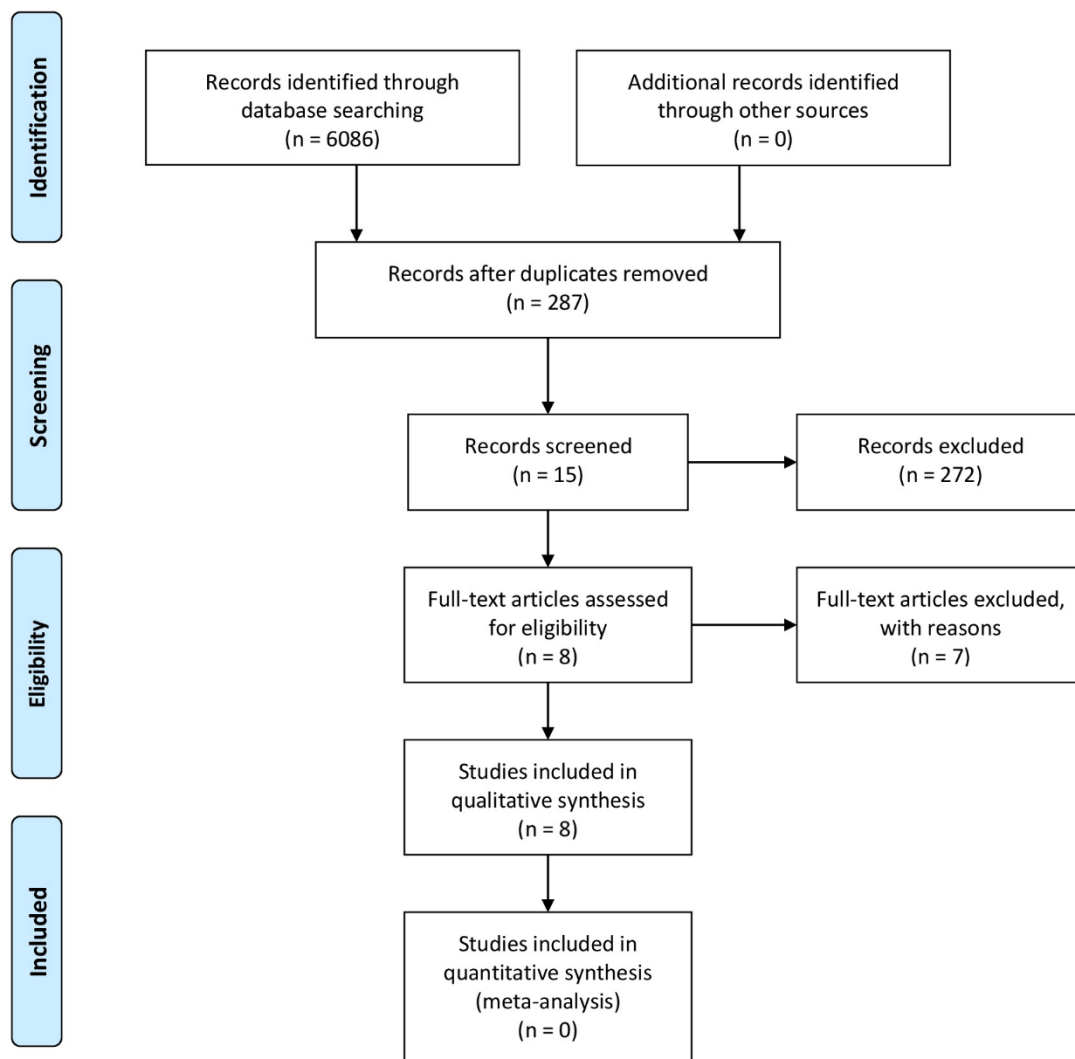 Identification
Records identified through
database searching
(n = 6086)
Additional records identified
through other sources
(n = 0)
Records after duplicates removed
(n = 287)
Screening
Records screened
(n = 15)
Records excluded
(n = 272)
Eligibility
Full-text articles assessed
for eligibility
(n = 8)
Full-text articles excluded,
with reasons
(n = 7)
Studies included in
qualitative synthesis
(n = 8)
Included
Studies included in
quantitative synthesis
(meta-analysis)
(n = 0)